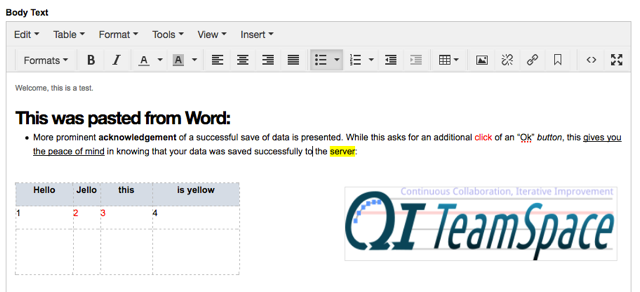 Body Text
Edit Table Format Tools View Insert
Formats B I A A
Welcome, this is a test.
This was pasted from Word:
More prominent acknowledgement of a successful save of data is presented. While this asks for an additional click of an "Ok" button, this gives you
the peace of mind in knowing that your data was saved successfully to the server.
Hello Jello this is yellow
1 2 3 4
Continuous Collaboration, Iterative Improvement
QI TeamSpace